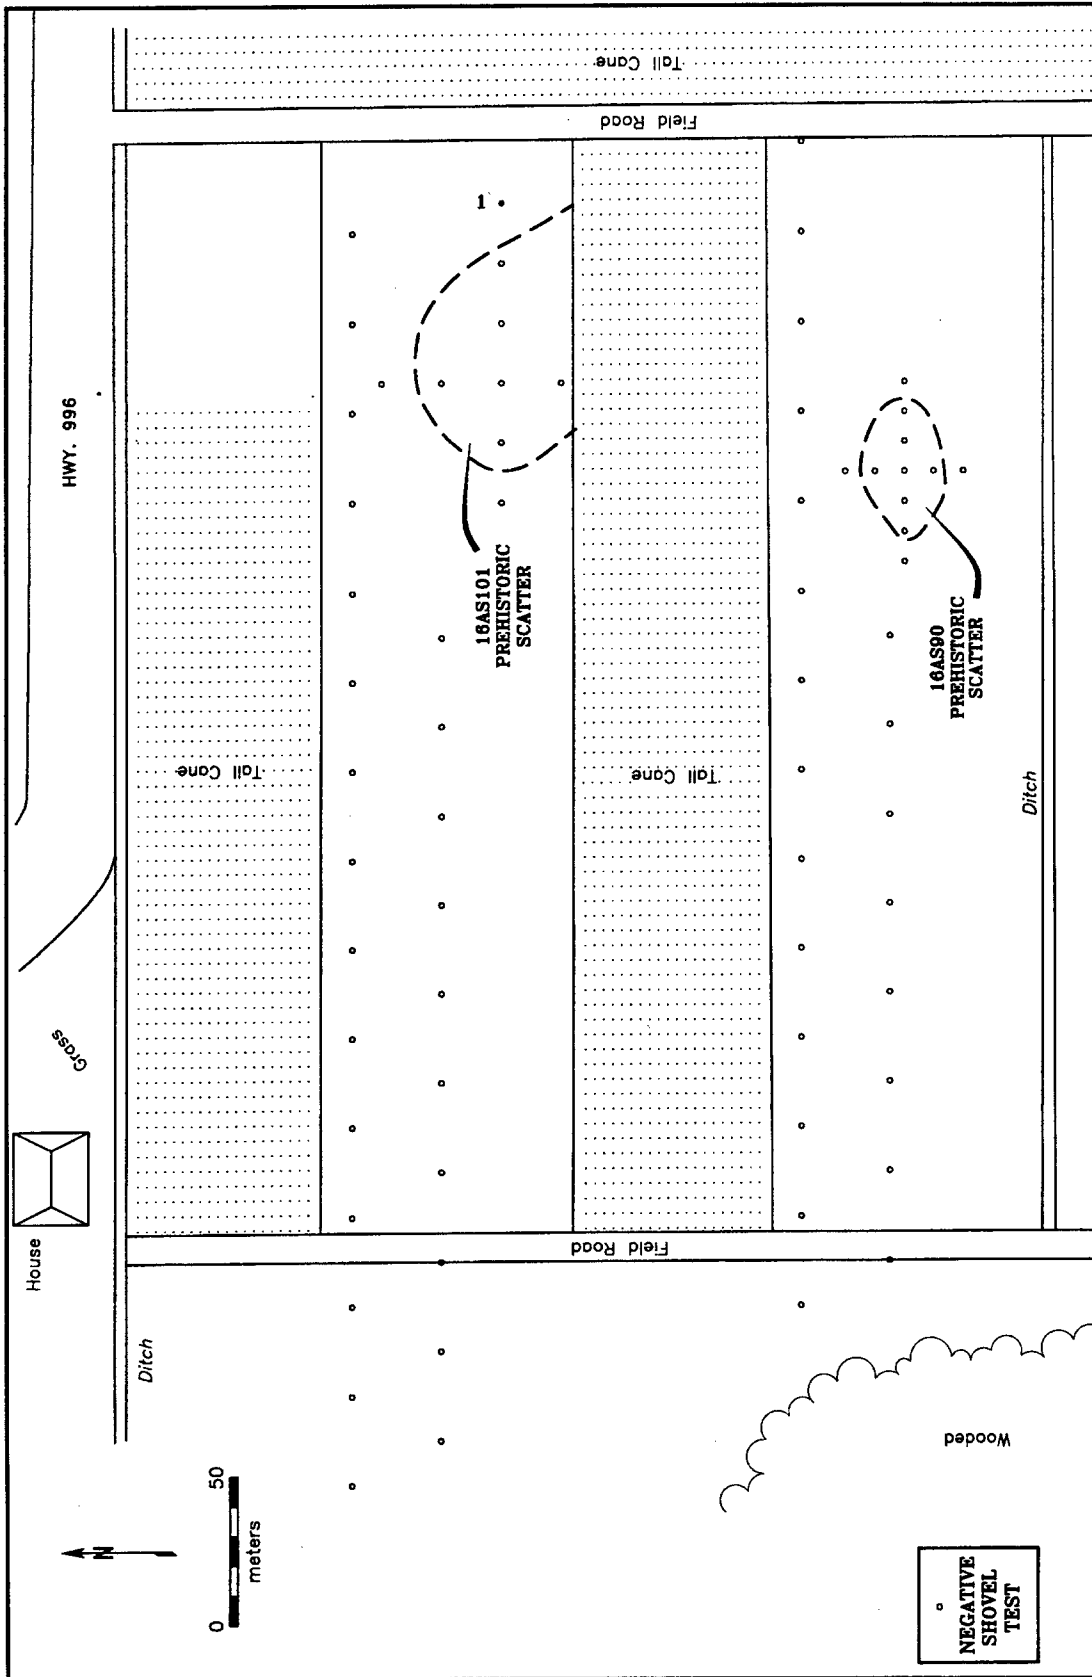 House
HWY. 996
Grass
Ditch
Tall Cane
Field Road
Tall Cane
1
16AS101
PREHISTORIC
SCATTER
Tall Cane
Field Road
16AS90
PREHISTORIC
SCATTER
Ditch
Wooded
N
0 50
meters
NEGATIVE
SHOVEL
TEST